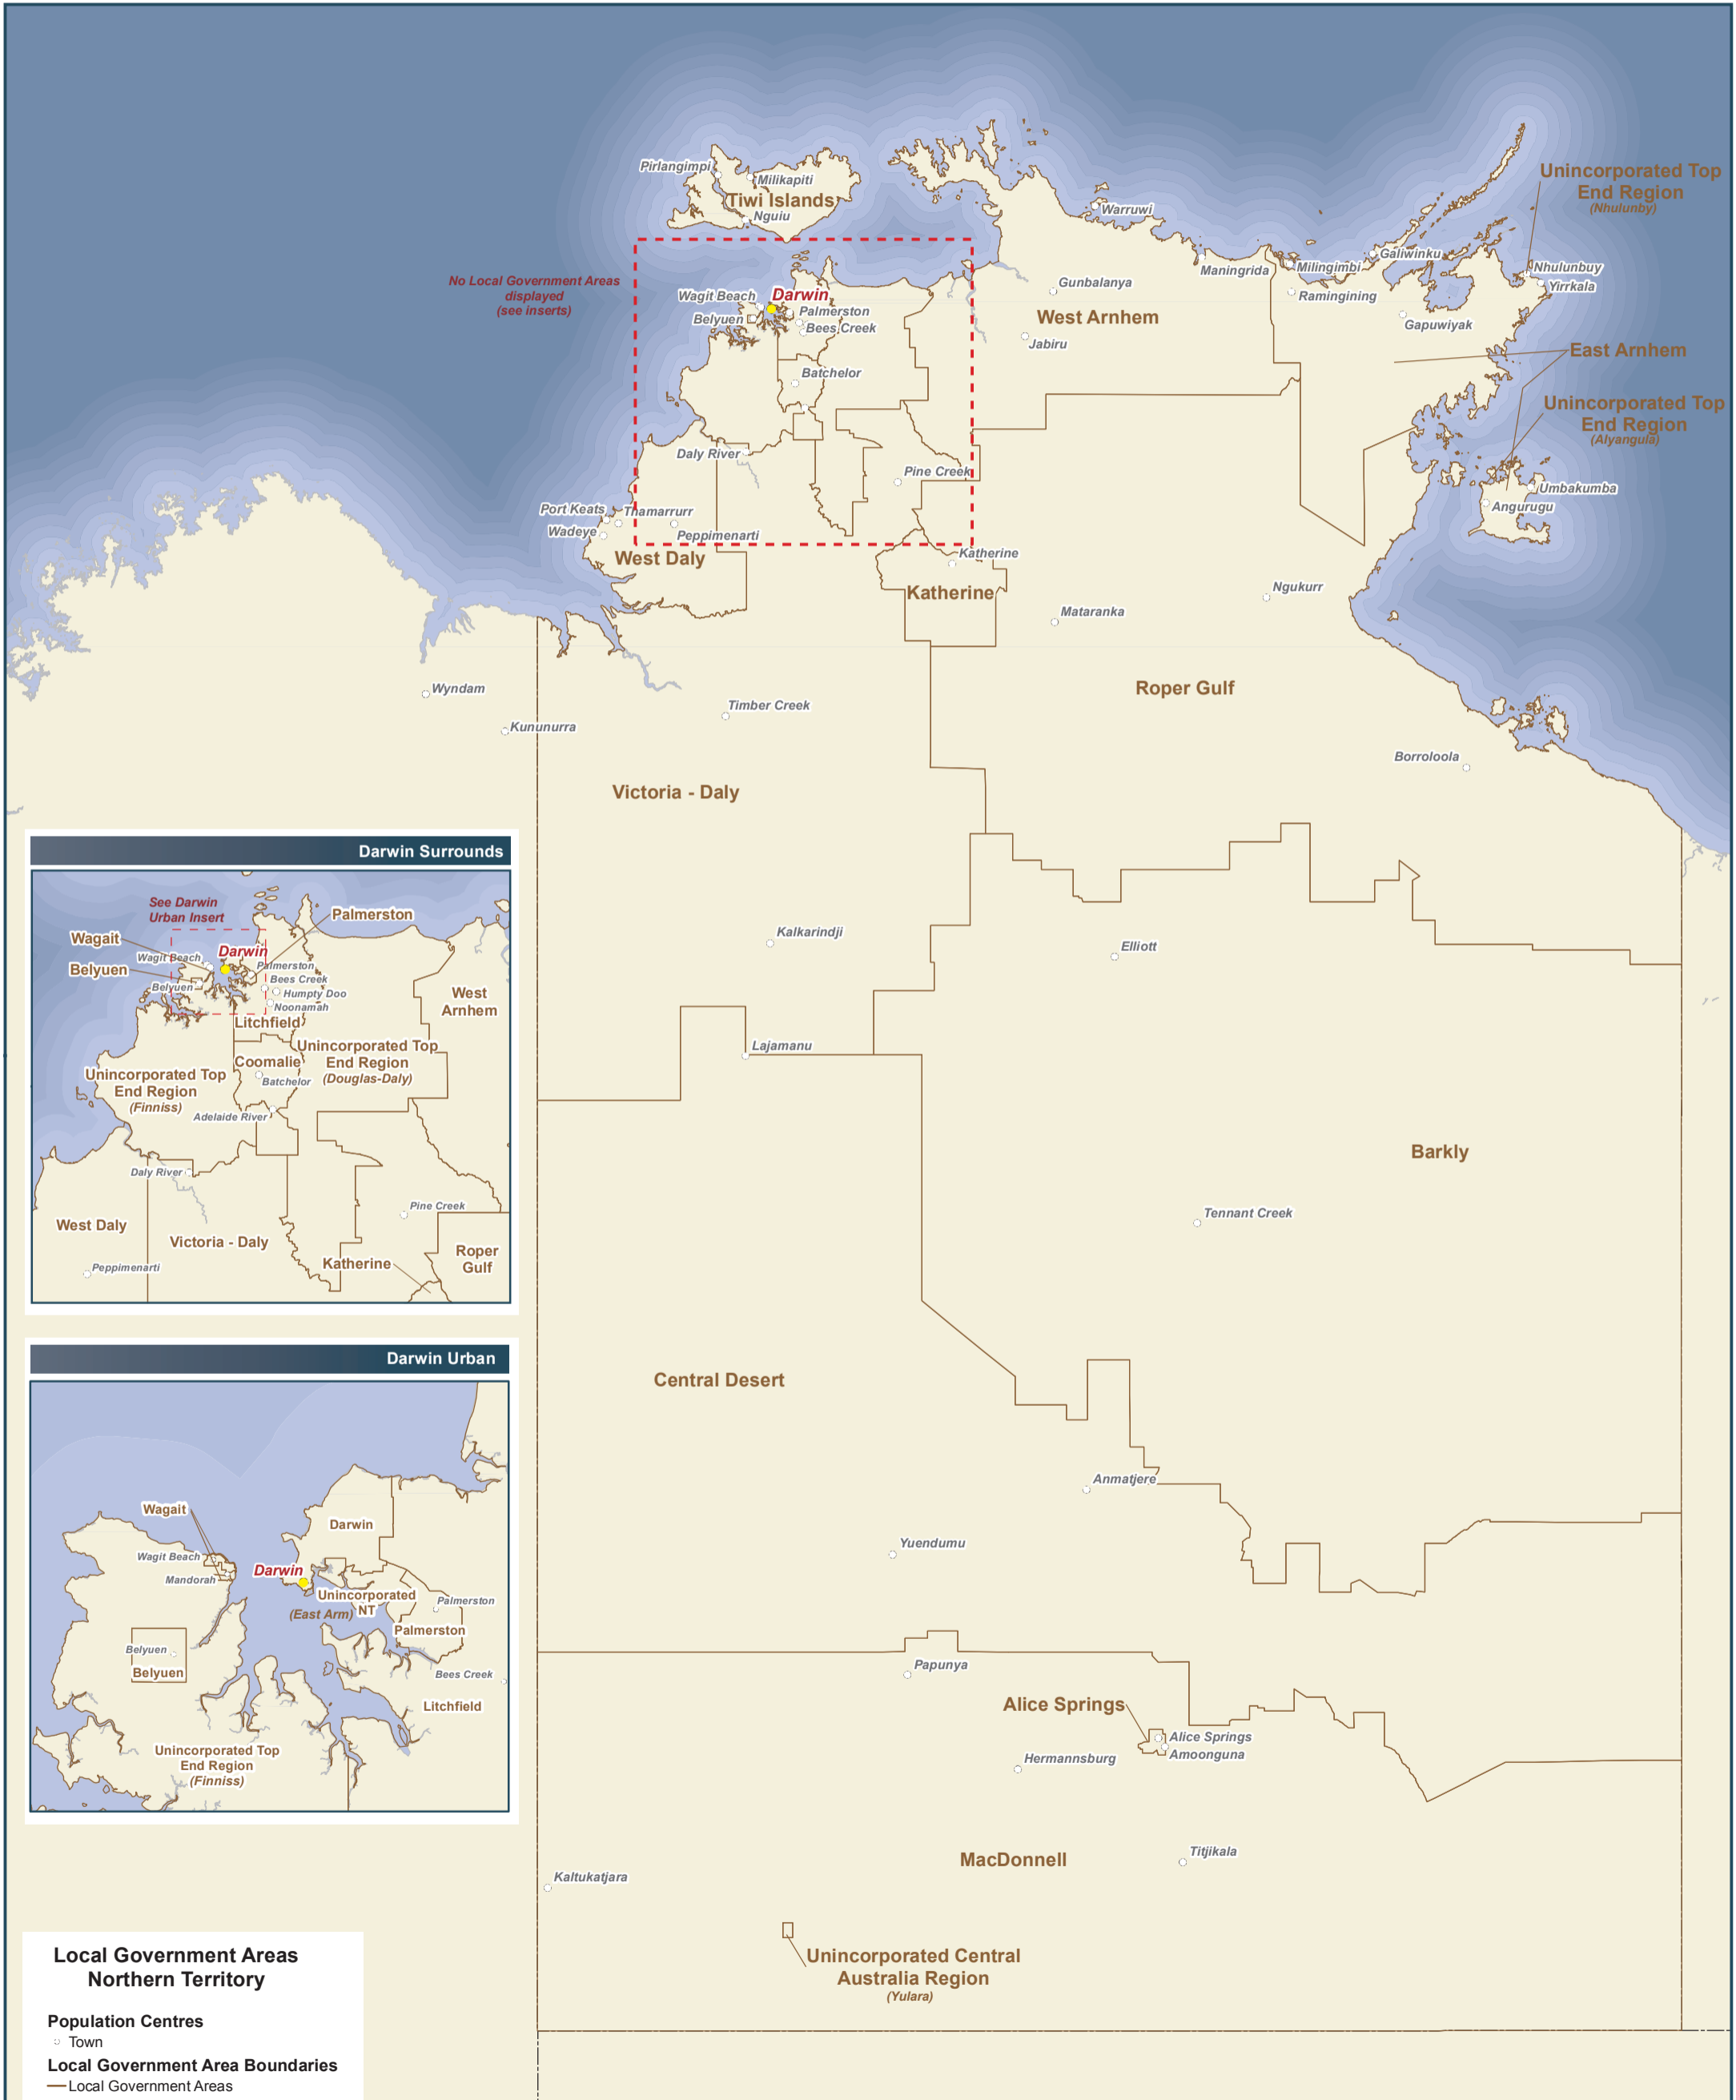 Pirlangimpi
Milikapiti
Tiwi Islands
Nguiu
Unincorporated Top
End Region
(Nhulunby)
Warruwi
Maningrida
Milingimbi
Galiwinku
Nhulunbuy
Yirrkala
Ramingining
Gapuwiyak
No Local Government Areas
displayed
(see inserts)
Wagit Beach
Darwin
Palmerston
Belyuen
Bees Creek
Gunbalanya
West Arnhem
Jabiru
East Arnhem
Batchelor
Unincorporated Top
End Region
(Alyangula)
Daly River
Pine Creek
Umbakumba
Angurugu
Port Keats
Thamarrurr
Wadeye
Peppimenarti
West Daly
Katherine
Katherine
Mataranka
Ngukurr
Roper Gulf
Wyndam
Kununurra
Timber Creek
Borroloola
Victoria - Daly
Kalkarindji
Elliott
Lajamanu
Barkly
Tennant Creek
Central Desert
Anmatjere
Yuendumu
Papunya
Alice Springs
Alice Springs
Amoonguna
Hermannsburg
MacDonnell
Titjikala
Kaltukatjara
Unincorporated Central
Australia Region
(Yulara)
Darwin Surrounds
See Darwin
Urban Insert
Palmerston
Wagait
Darwin
Wagit Beach
Palmerston
Belyuen
Bees Creek
Belyuen
Humpty Doo
Noonamah
West
Arnhem
Litchfield
Unincorporated Top
End Region
(Douglas-Daly)
Coomalie
Batchelor
Unincorporated Top
End Region
(Finniss)
Adelaide River
Daly River
Pine Creek
West Daly
Victoria - Daly
Katherine
Roper
Gulf
Peppimenarti
Darwin Urban
Wagait
Darwin
Wagit Beach
Mandorah
Darwin
Unincorporated
NT
(East Arm)
Palmerston
Palmerston
Belyuen
Belyuen
Bees Creek
Litchfield
Unincorporated Top
End Region
(Finniss)
Local Government Areas
Northern Territory
Population Centres
Town
Local Government Area Boundaries
Local Government Areas